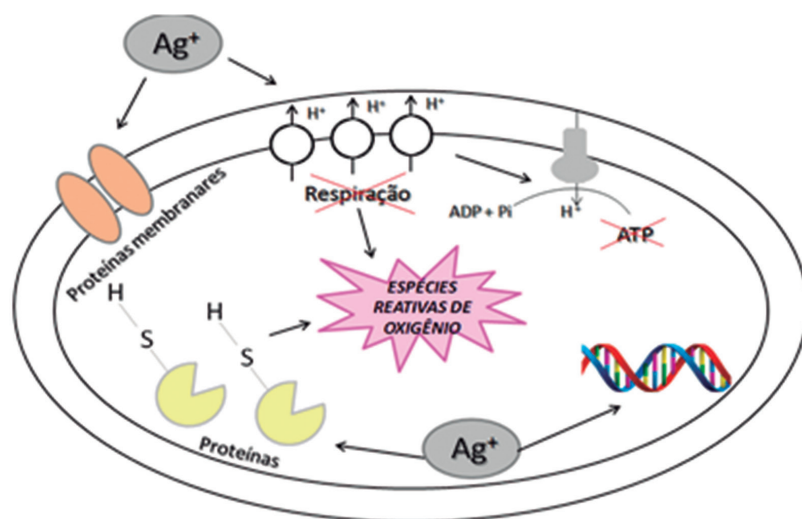 Ag⁺
H⁺
H⁺
H⁺
Respiração
ADP + Pi
H⁺
ATP
Proteínas membranares
H
S
H
S
ESPÉCIES
REATIVAS DE
OXIGÊNIO
Proteínas
Ag⁺